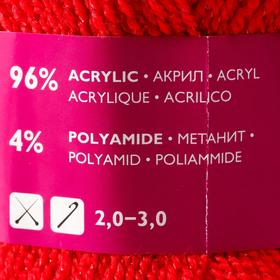 96% ACRYLIC • АКРИЛ • ACRYL
ACRYLIQUE • ACRILICO
4% POLYAMIDE • МЕТАНИТ •
POLYAMID • POLIAMMIDE
2,0–3,0